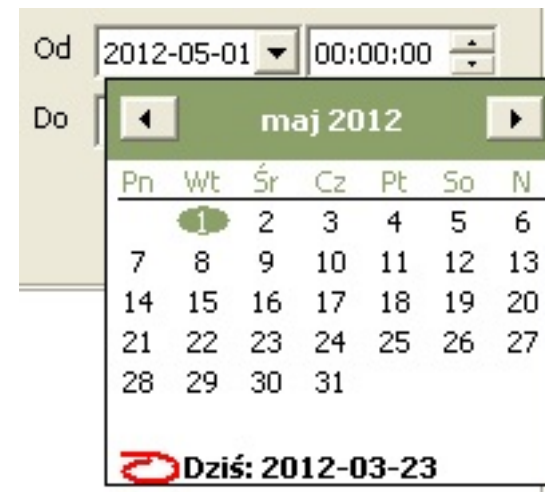 Od 2012-05-01 00:00:00
Do
maj 2012
Pn Wt Śr Cz Pt So N
1 2 3 4 5 6
7 8 9 10 11 12 13
14 15 16 17 18 19 20
21 22 23 24 25 26 27
28 29 30 31
Dziś: 2012-03-23